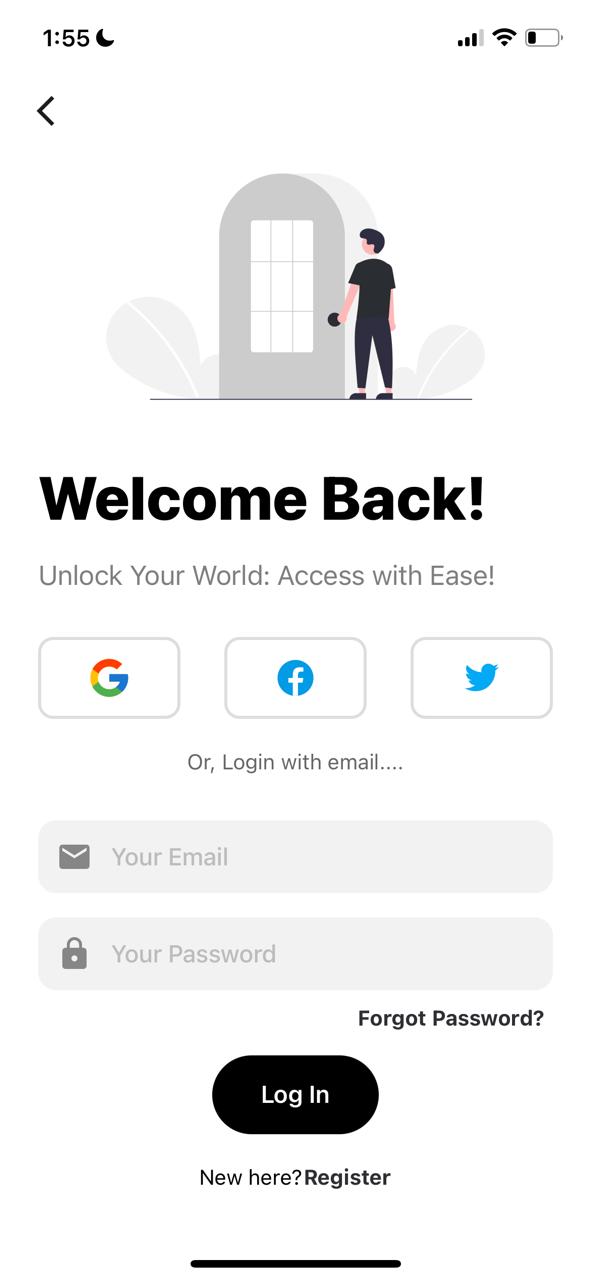 1:55
Welcome Back!
Unlock Your World: Access with Ease!
Or, Login with email....
Your Email
Your Password
Forgot Password?
Log In
New here?Register